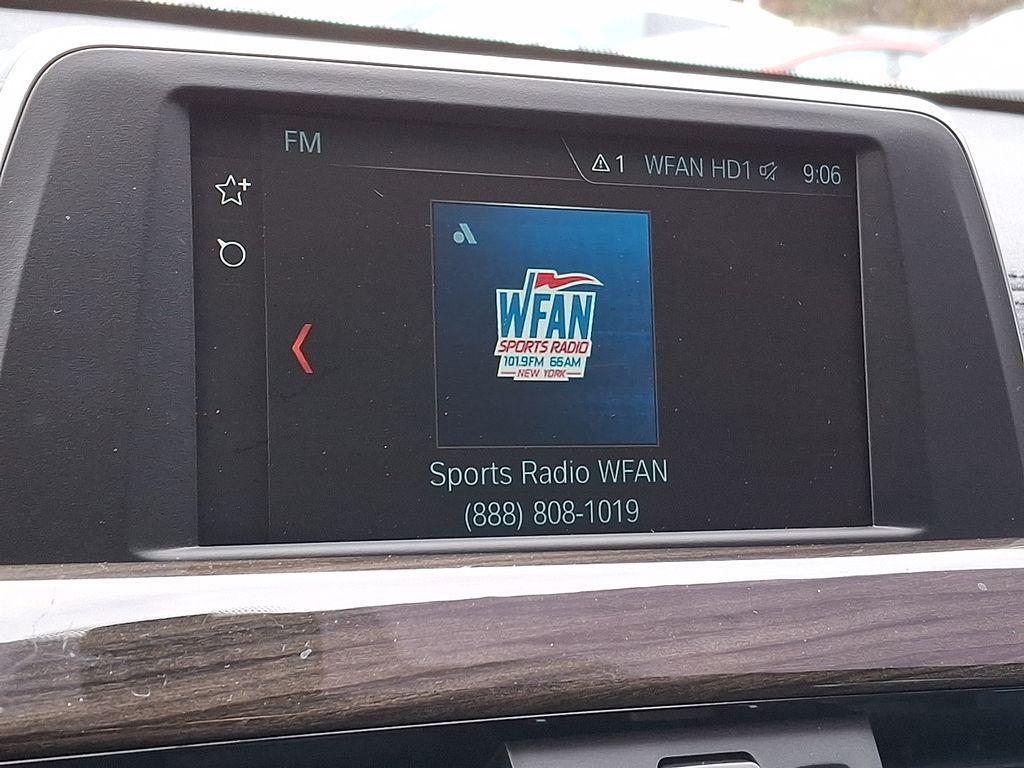 FM
1 WFAN HD1 9:06
WFAN
SPORTS RADIO
101.9FM 66AM
NEW YORK
Sports Radio WFAN
(888) 808-1019